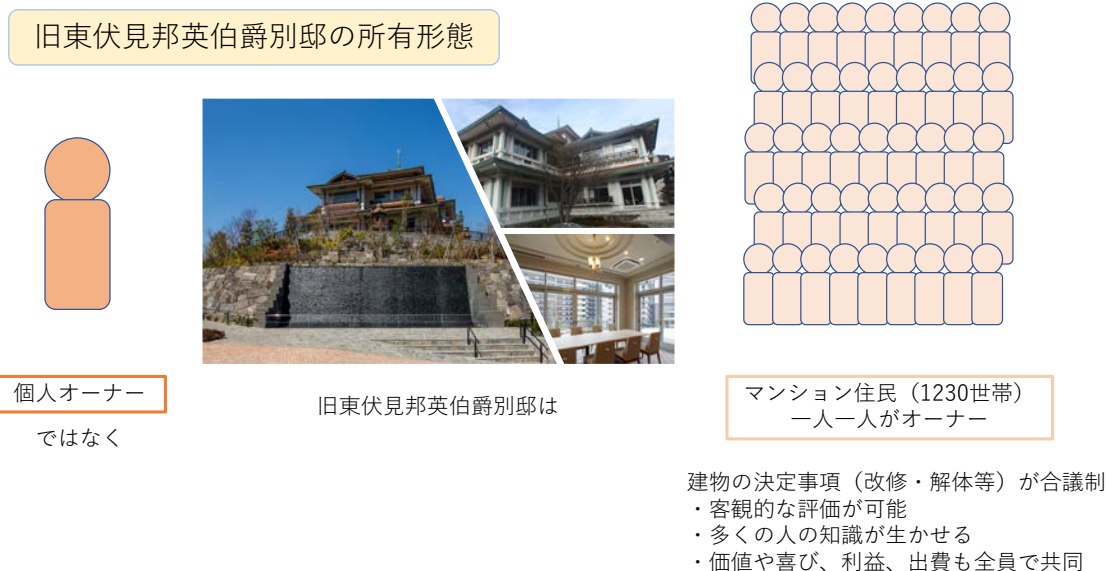 旧東伏見邦英伯爵別邸の所有形態
個人オーナー
ではなく
旧東伏見邦英伯爵別邸は
マンション住民（1230世帯）
一人一人がオーナー
建物の決定事項（改修・解体等）が合議制
・客観的な評価が可能
・多くの人の知識が生かせる
・価値や喜び、利益、出費も全員で共同